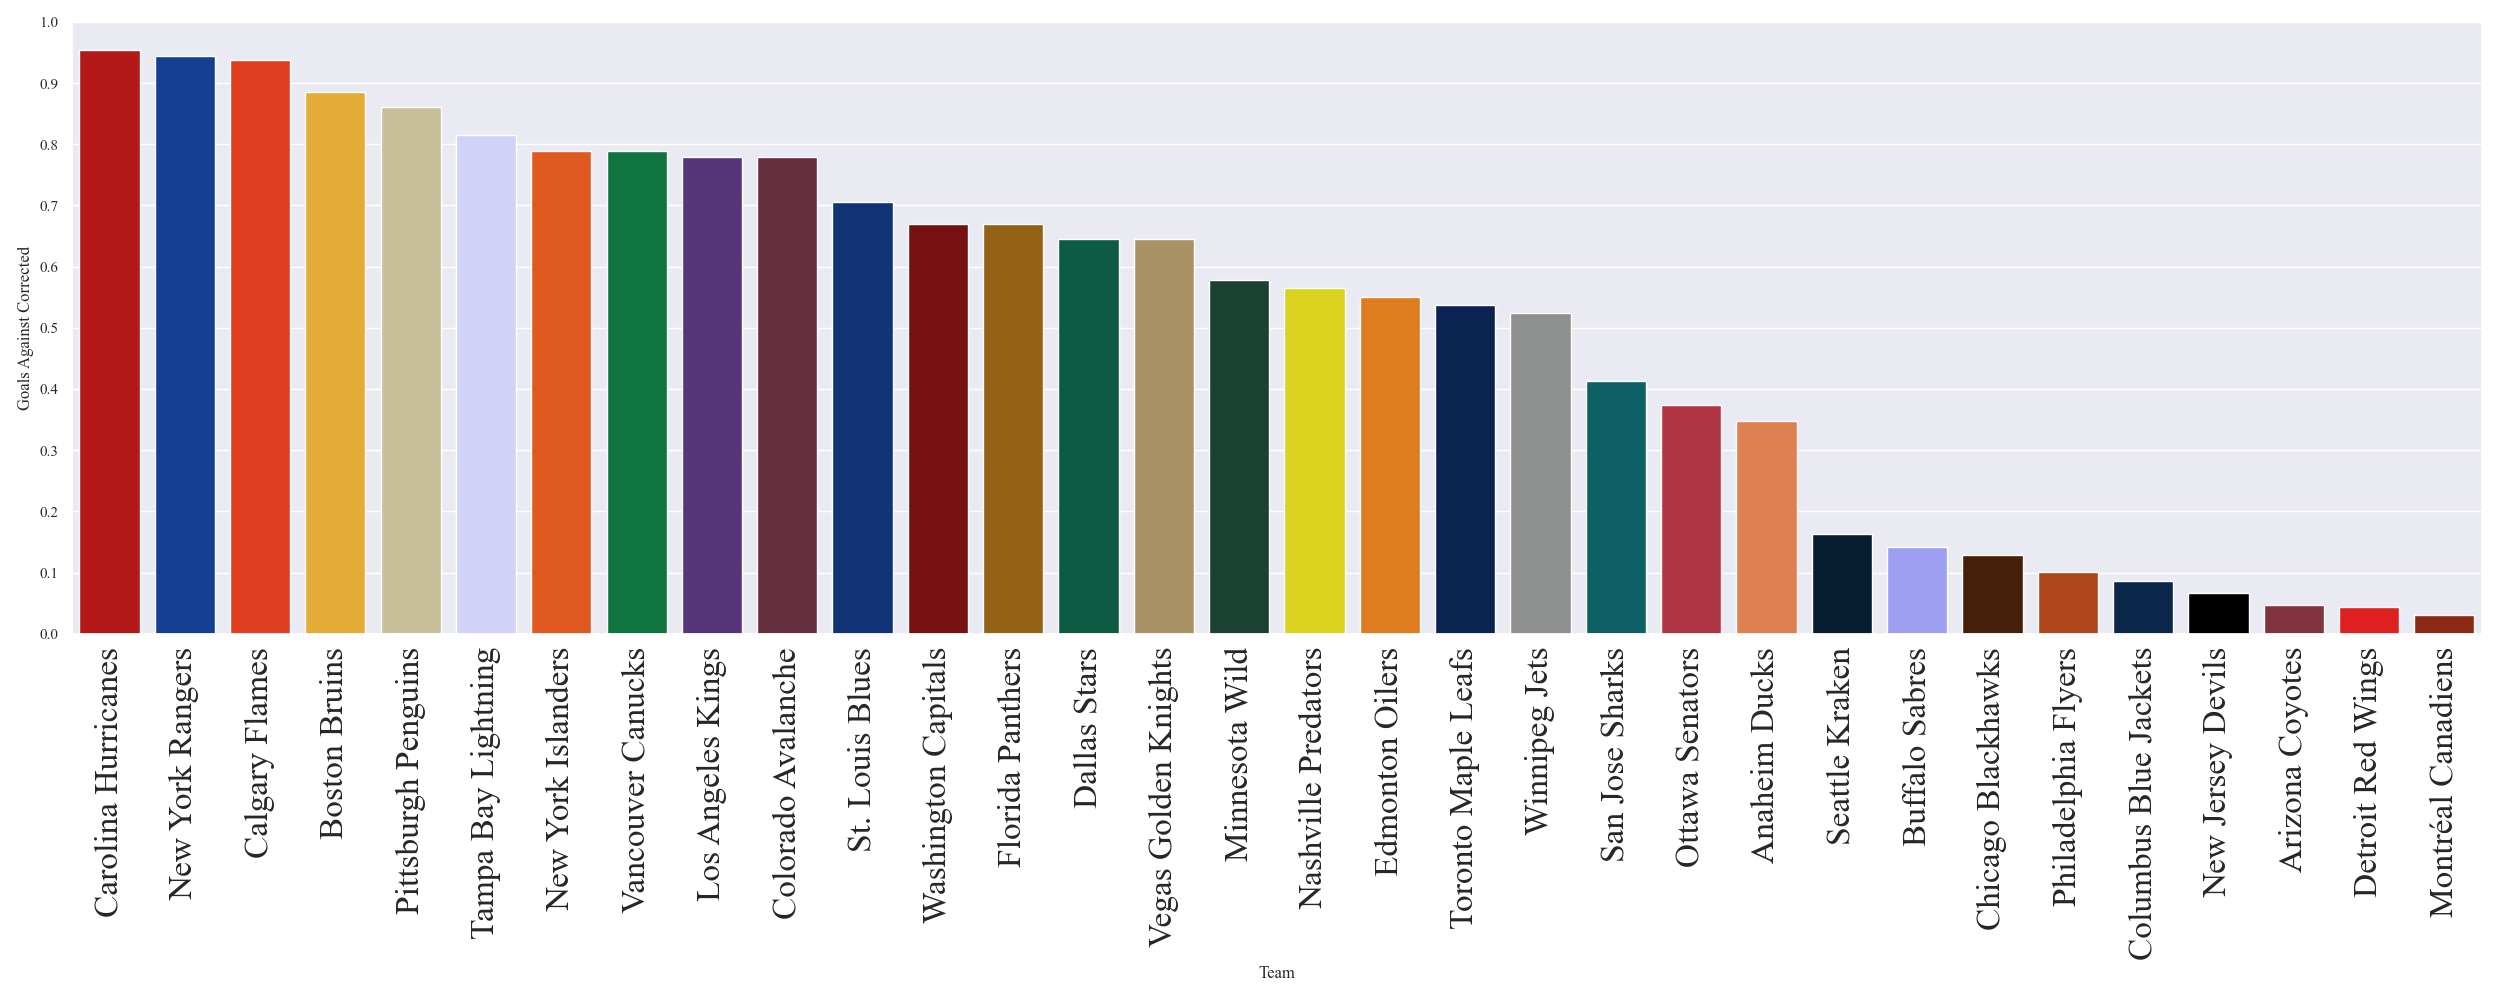 1.0
0.9
0.8
0.7
0.6
0.5
0.4
0.3
0.2
0.1
0.0
Goals Against Corrected
Carolina Hurricanes
New York Rangers
Calgary Flames
Boston Bruins
Pittsburgh Penguins
Tampa Bay Lightning
New York Islanders
Vancouver Canucks
Los Angeles Kings
Colorado Avalanche
St. Louis Blues
Washington Capitals
Florida Panthers
Dallas Stars
Vegas Golden Knights
Minnesota Wild
Nashville Predators
Edmonton Oilers
Toronto Maple Leafs
Winnipeg Jets
San Jose Sharks
Ottawa Senators
Anaheim Ducks
Seattle Kraken
Buffalo Sabres
Chicago Blackhawks
Philadelphia Flyers
Columbus Blue Jackets
New Jersey Devils
Arizona Coyotes
Detroit Red Wings
Montréal Canadiens
Team